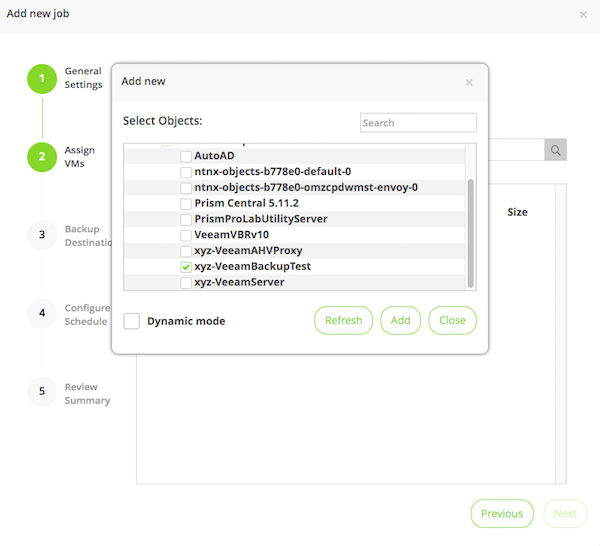 Add new job
×
1
General
Settings
2
Assign
VMs
3
Backup
Destinatio
4
Configure
Schedule
5
Review
Summary
Size
Add new
×
Select Objects:
Search
AutoAD
ntnx-objects-b778e0-default-0
ntnx-objects-b778e0-omzcpdwmst-envoy-0
Prism Central 5.11.2
PrismProLabUtilityServer
VeeamVBRv10
xyz-VeeamAHVProxy
xyz-VeeamBackupTest
xyz-VeeamServer
Dynamic mode
Refresh
Add
Close
Previous
Next